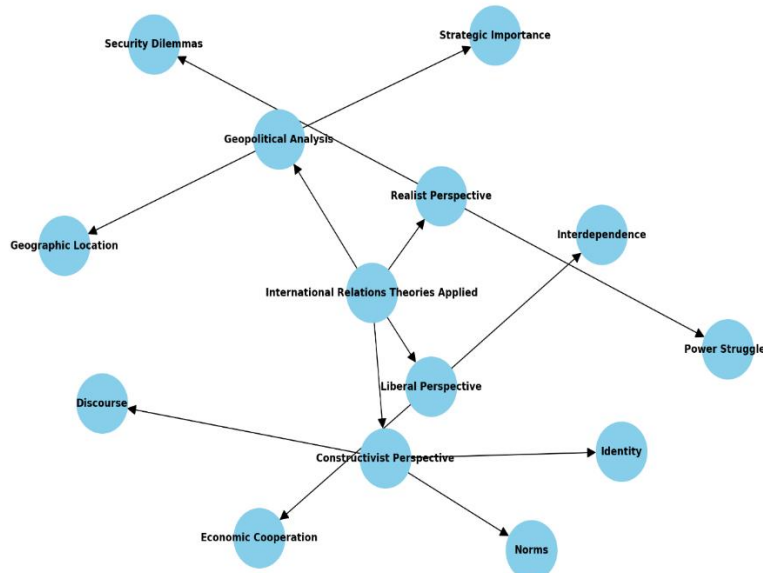 Strategic Importance
Security Dilemmas
Geopolitical Analysis
Realist Perspective
Interdependence
Geographic Location
International Relations Theories Applied
Power Struggle
Liberal Perspective
Discourse
Identity
Constructivist Perspective
Economic Cooperation
Norms